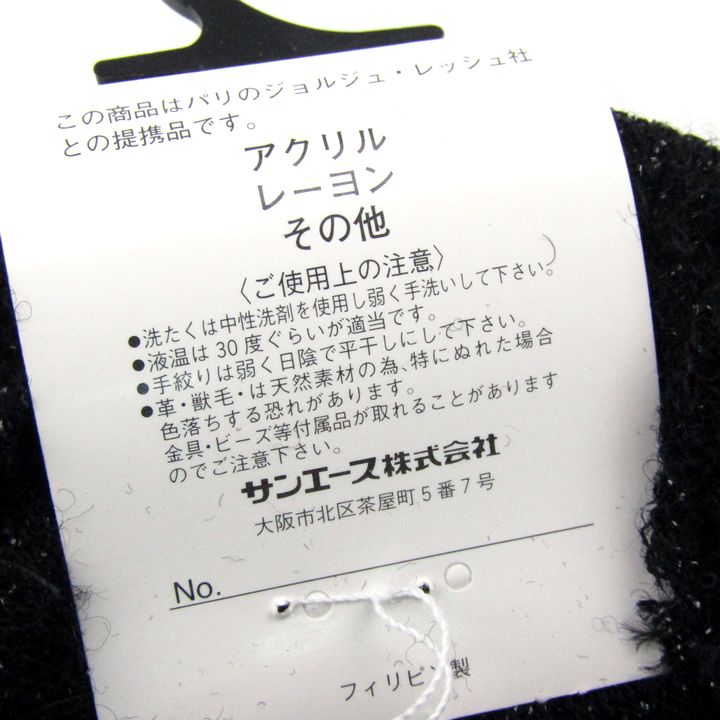 この商品はパリのジョルジュ・レッシュ社
との提携品です。
アクリル
レーヨン
その他
〈ご使用上の注意〉
●洗たくは中性洗剤を使用し弱く手洗いして下さい。
●液温は30度ぐらいが適当です。
●手絞りは弱く日陰で平干しにして下さい。
●革・獣毛・は天然素材の為、特にぬれた場合
色落ちする恐れがあります。
金具・ビーズ等付属品が取れることがあります
のでご注意下さい。
サンエース株式会社
大阪市北区茶屋町5番7号
No.
フィリピン製